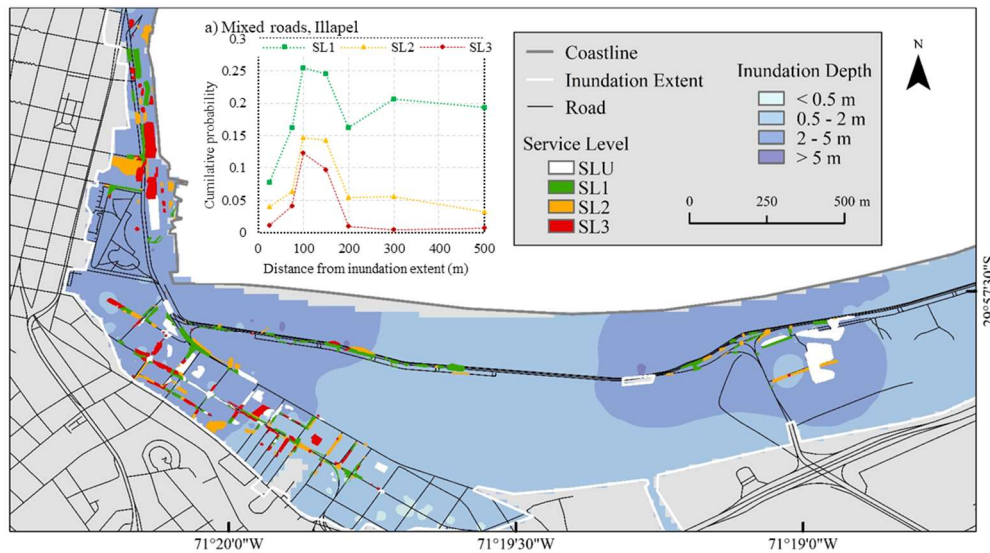 a) Mixed roads, Illapel
SL1 SL2 SL3
Cumilative probability
0.3
0.25
0.2
0.15
0.1
0.05
0
0 100 200 300 400 500
Distance from inundation extent (m)
Coastline
Inundation Extent
Road
Service Level
SLU
SL1
SL2
SL3
Inundation Depth
< 0.5 m
0.5 - 2 m
2 - 5 m
> 5 m
0 250 500 m
N
71°20'0"W 71°19'30"W 71°19'0"W